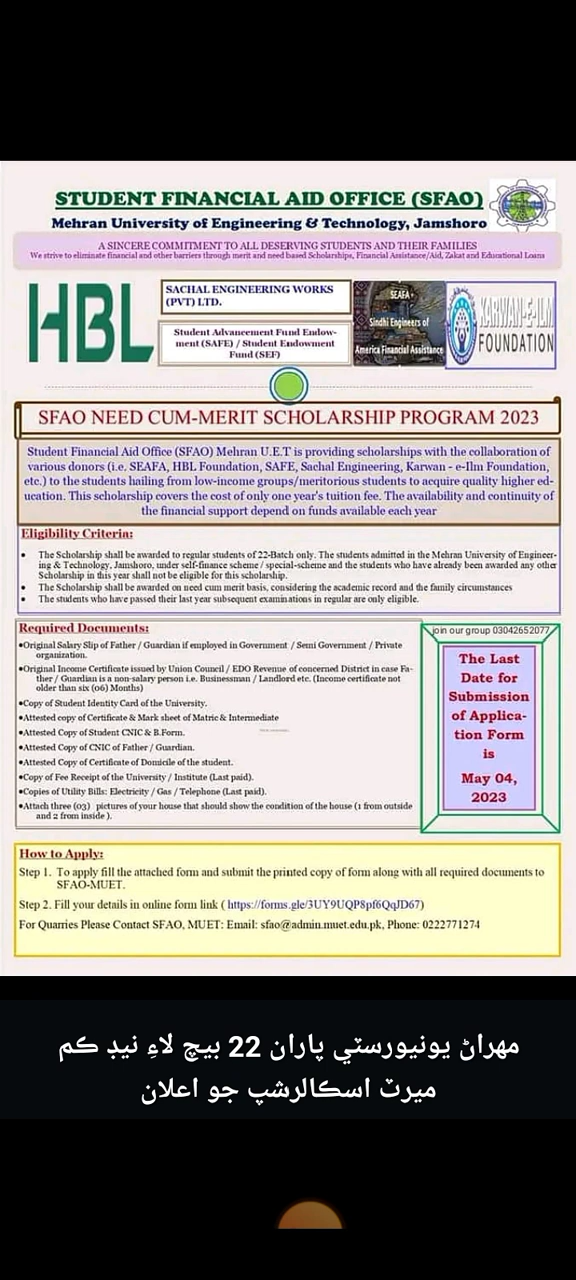 STUDENT FINANCIAL AID OFFICE (SFAO)
Mehran University of Engineering & Technology, Jamshoro
A SINCERE COMMITMENT TO ALL DESERVING STUDENTS AND THEIR FAMILIES
We strive to eliminate financial and other barriers through merit and need based Scholarships, Financial Assistance/Aid, Zakat and Educational Loans
HBL
SACHAL ENGINEERING WORKS
(PVT) LTD.
Student Advancement Fund Endow-
ment (SAFE) / Student Endowment
Fund (SEF)
SEAFA
Sindhi Engineers of
America Financial Assistance
KARWAN-E-ILM
FOUNDATION
SFAO NEED CUM-MERIT SCHOLARSHIP PROGRAM 2023
Student Financial Aid Office (SFAO) Mehran U.E.T is providing scholarships with the collaboration of
various donors (i.e. SEAFA, HBL Foundation, SAFE, Sachal Engineering, Karwan - e-Ilm Foundation,
etc.) to the students hailing from low-income groups/meritorious students to acquire quality higher ed-
ucation. This scholarship covers the cost of only one year's tuition fee. The availability and continuity of
the financial support depend on funds available each year
Eligibility Criteria:
• The Scholarship shall be awarded to regular students of 22-Batch only. The students admitted in the Mehran University of Engineer-
ing & Technology, Jamshoro, under self-finance scheme / special-scheme and the students who have already been awarded any other
Scholarship in this year shall not be eligible for this scholarship.
• The Scholarship shall be awarded on need cum merit basis, considering the academic record and the family circumstances
• The students who have passed their last year subsequent examinations in regular are only eligible.
Required Documents:
•Original Salary Slip of Father / Guardian if employed in Government / Semi Government / Private
organization.
•Original Income Certificate issued by Union Council / EDO Revenue of concerned District in case Fa-
ther / Guardian is a non-salary person i.e. Businessman / Landlord etc. (Income certificate not
older than six (06) Months)
•Copy of Student Identity Card of the University.
•Attested copy of Certificate & Mark sheet of Matric & Intermediate
•Attested Copy of Student CNIC & B.Form.
•Attested Copy of CNIC of Father / Guardian.
•Attested Copy of Certificate of Domicile of the student.
•Copy of Fee Receipt of the University / Institute (Last paid).
•Copies of Utility Bills: Electricity / Gas / Telephone (Last paid).
•Attach three (03) pictures of your house that should show the condition of the house (1 from outside
and 2 from inside ).
join our group 03042652077
The Last
Date for
Submission
of Applica-
tion Form
is
May 04,
2023
How to Apply:
Step 1. To apply fill the attached form and submit the printed copy of form along with all required documents to
SFAO-MUET.
Step 2. Fill your details in online form link ( https://forms.gle/3UY9UQP8pf6QqJD67)
For Quarries Please Contact SFAO, MUET: Email: sfao@admin.muet.edu.pk, Phone: 0222771274
مهراڻ يونيورسٽي پاران 22 بيچ لاءِ نيڊ ڪم
ميرٽ اسڪالرشپ جو اعلان